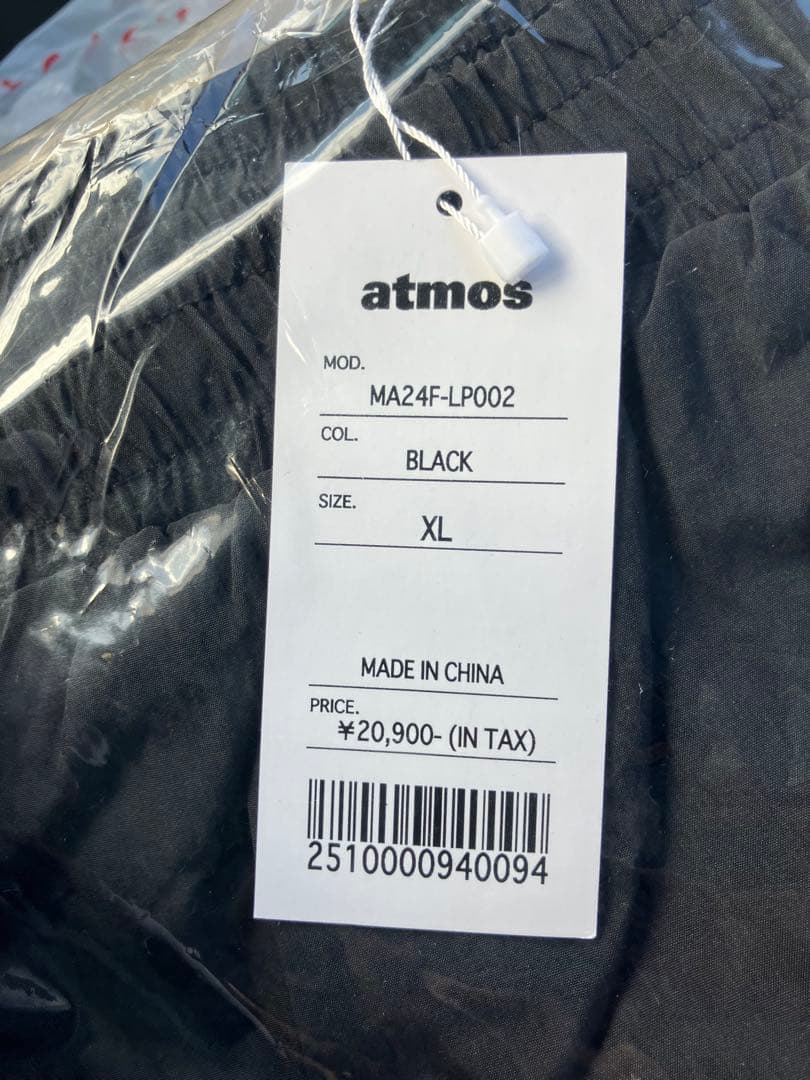 atmos
MOD.
MA24F-LP002
COL.
BLACK
SIZE.
XL
MADE IN CHINA
PRICE.
¥20,900- (IN TAX)
2510000940094